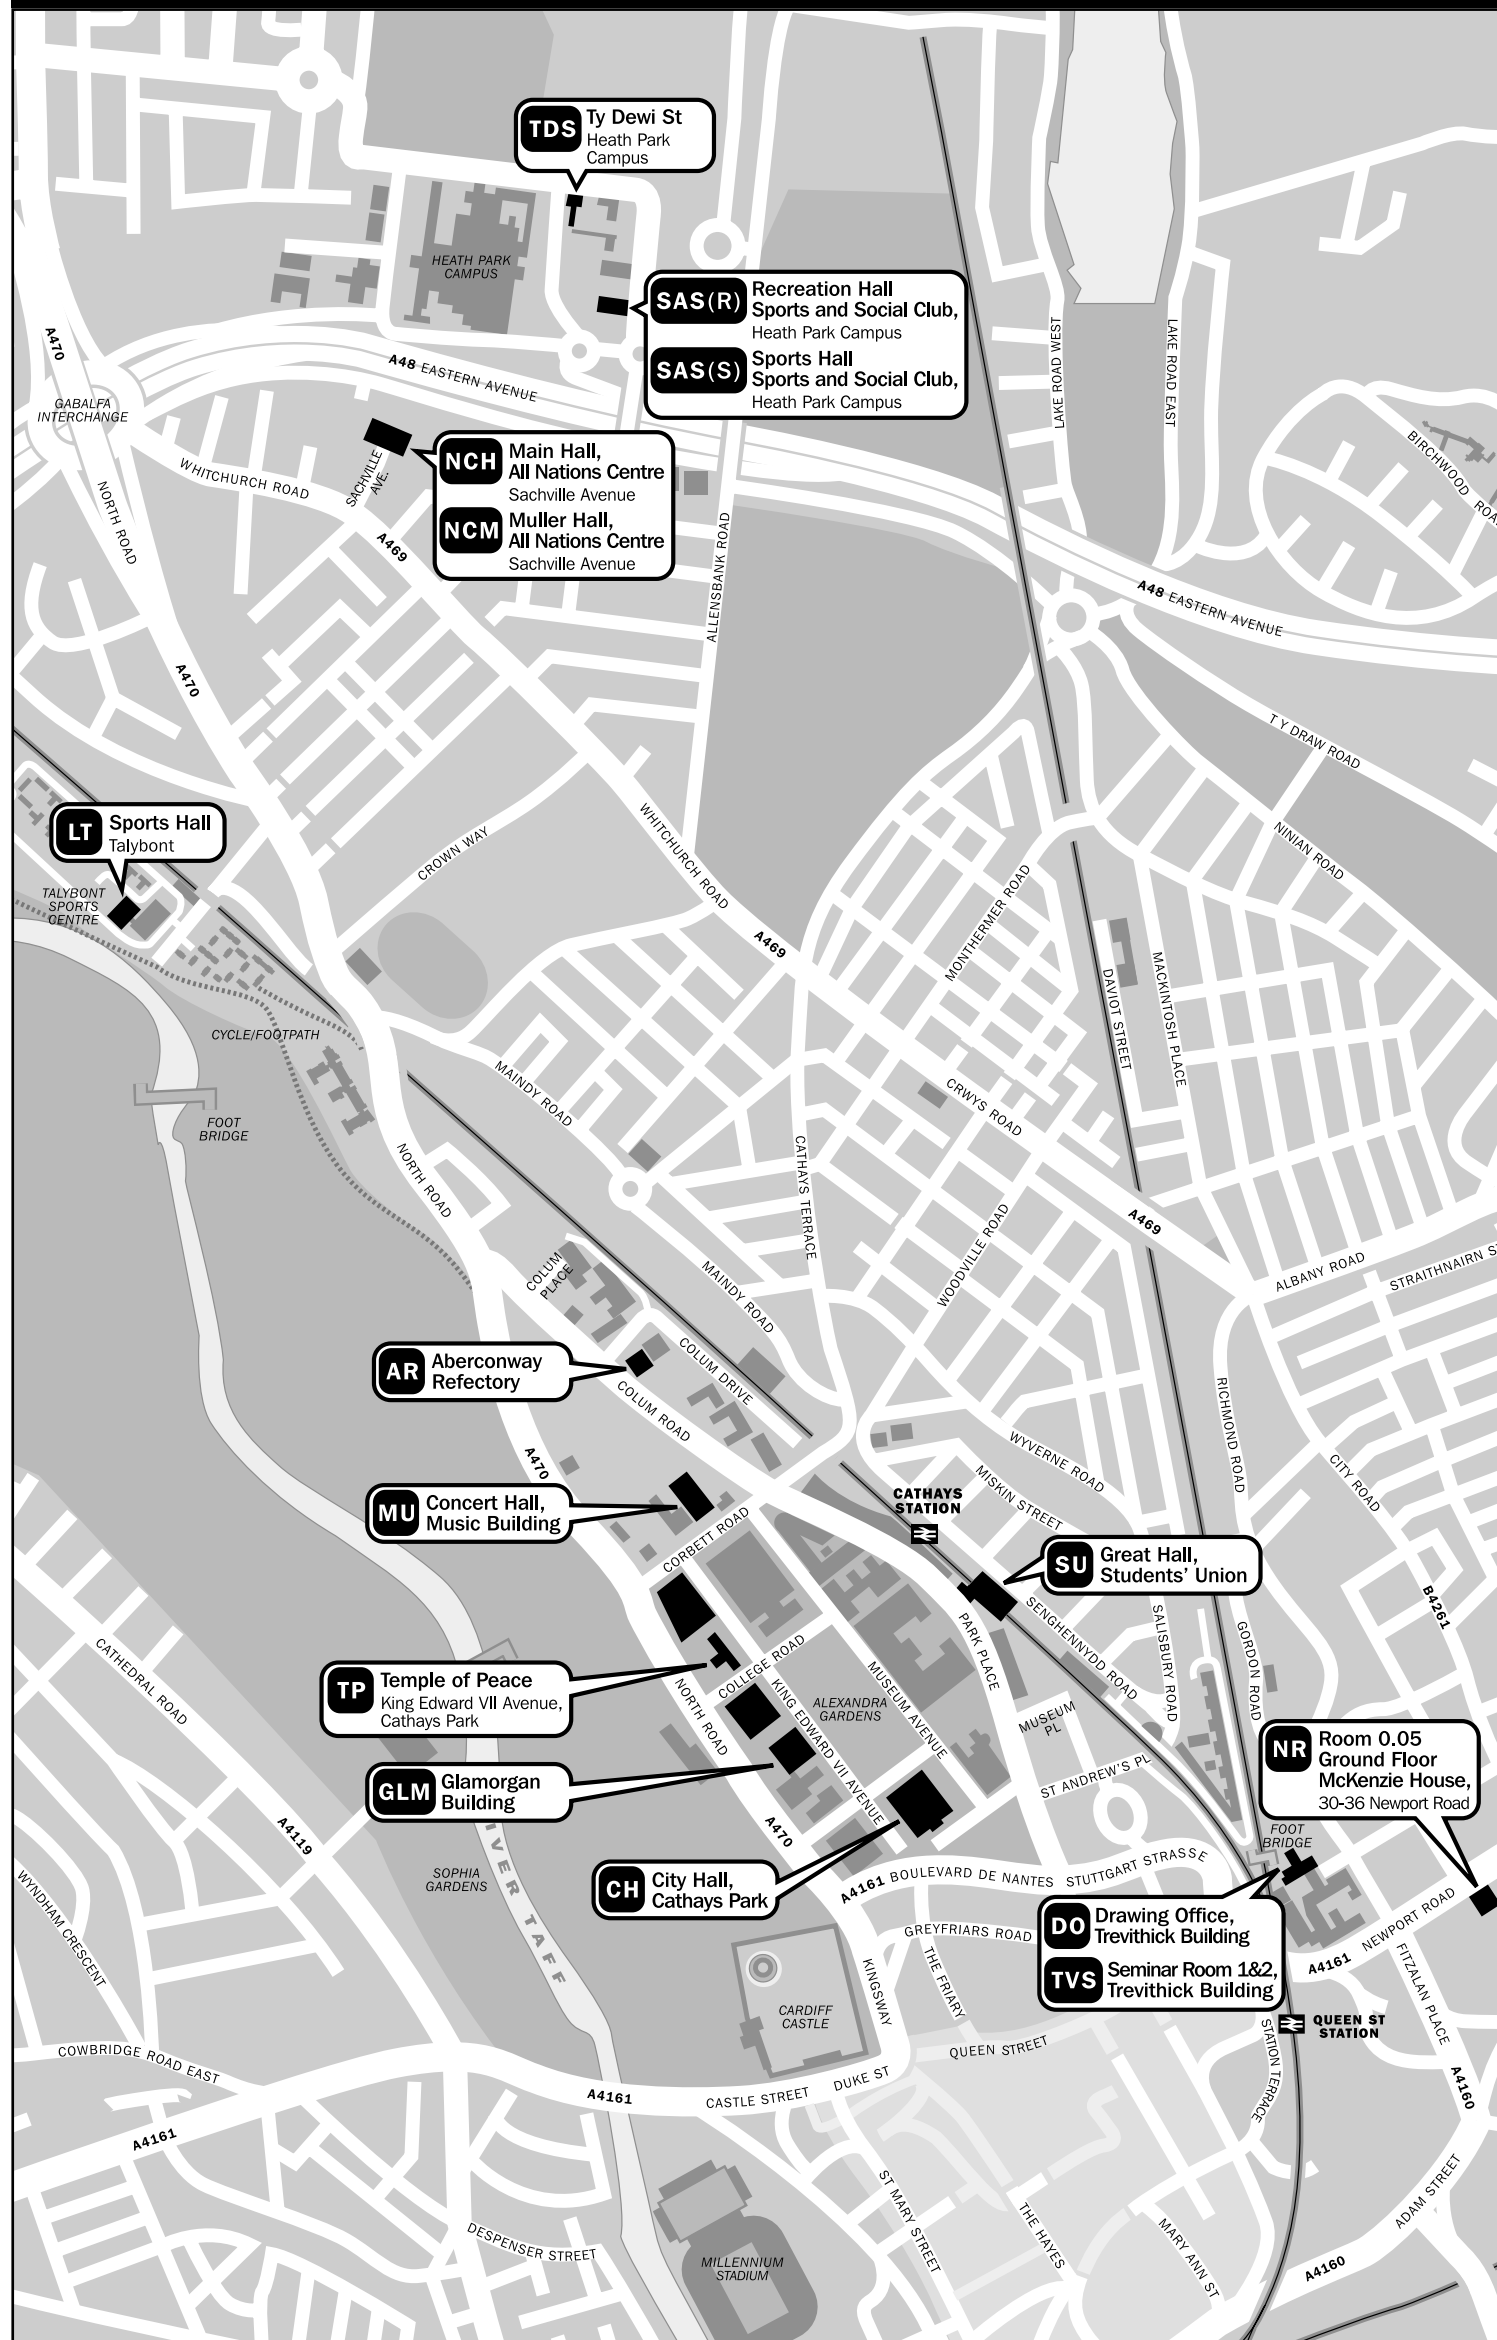 TDS
Ty Dewi St
Heath Park
Campus
HEATH PARK
CAMPUS
SAS(R)
Recreation Hall
Sports and Social Club,
Heath Park Campus
SAS(S)
Sports Hall
Sports and Social Club,
Heath Park Campus
A470
A48 EASTERN AVENUE
LAKE ROAD WEST
LAKE ROAD EAST
GABALFA
INTERCHANGE
NCH
Main Hall,
All Nations Centre
Sachville Avenue
NCM
Muller Hall,
All Nations Centre
Sachville Avenue
WHITCHURCH ROAD
SACHVILLE
AVE.
BIRCHWOOD
NORTH ROAD
A469
ALLENSBANK ROAD
A48 EASTERN AVENUE
A470
TY DRAW ROAD
LT
Sports Hall
Talybont
CROWN WAY
WHITCHURCH ROAD
NINIAN ROAD
TALYBONT
SPORTS
CENTRE
MONTHERMER ROAD
A469
DAVIOT STREET
MACKINTOSH PLACE
CYCLE/FOOTPATH
MAINDY ROAD
CRWYS ROAD
FOOT
BRIDGE
NORTH ROAD
CATHAYS TERRACE
A469
WOODVILLE ROAD
COLUM
PLACE
MAINDY ROAD
ALBANY ROAD
STRAITHNAIRN S
AR
Aberconway
Refectory
COLUM DRIVE
COLUM ROAD
RICHMOND ROAD
A470
WYVERNE ROAD
CITY ROAD
MISKIN STREET
CATHAYS
STATION
MU
Concert Hall,
Music Building
CORBETT ROAD
SU
Great Hall,
Students' Union
B4261
SENGHENNYDD ROAD
SALISBURY ROAD
PARK PLACE
GORDON ROAD
CATHEDRAL ROAD
TP
Temple of Peace
King Edward VII Avenue,
Cathays Park
COLLEGE ROAD
MUSEUM AVENUE
NORTH ROAD
KING EDWARD VII AVENUE
ALEXANDRA
GARDENS
MUSEUM
PL
NR
Room 0.05
Ground Floor
McKenzie House,
30-36 Newport Road
GLM
Glamorgan
Building
ST ANDREW'S PL
A4119
A470
FOOT
BRIDGE
SOPHIA
GARDENS
IVER TAFF
WYNDHAM CRESCENT
CH
City Hall,
Cathays Park
A4161 BOULEVARD DE NANTES STUTTGART STRASSE
GREYFRIARS ROAD
DO
Drawing Office,
Trevithick Building
TVS
Seminar Room 1&2,
Trevithick Building
A4161 NEWPORT ROAD
FITZALAN PLACE
KINGSWAY
THE FRIARY
CARDIFF
CASTLE
QUEEN ST
STATION
QUEEN STREET
STATION TERRACE
COWBRIDGE ROAD EAST
A4161
CASTLE STREET
DUKE ST
A4160
A4161
ST MARY STREET
THE HAYES
MARY ANN ST
ADAM STREET
DESPENSER STREET
MILLENNIUM
STADIUM
A4160